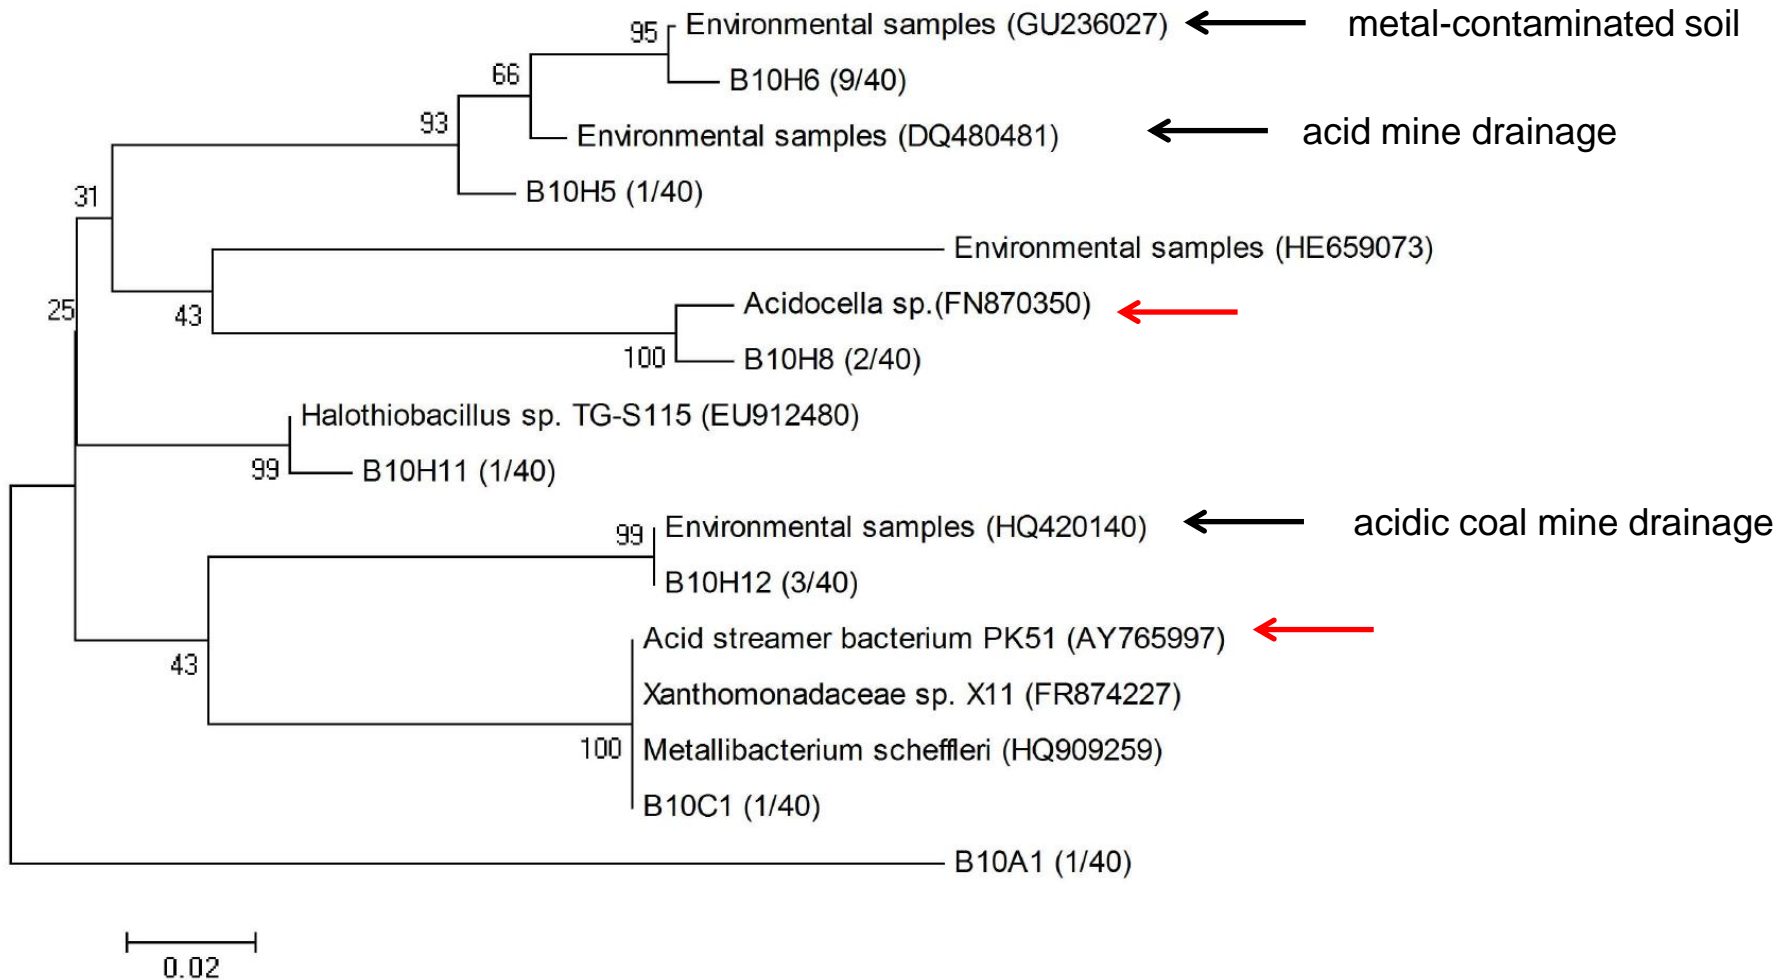 95 Environmental samples (GU236027) metal-contaminated soil
66 B10H6 (9/40)
93 Environmental samples (DQ480481) acid mine drainage
31 B10H5 (1/40)
Environmental samples (HE659073)
25 43 Acidocella sp.(FN870350)
100 B10H8 (2/40)
Halothiobacillus sp. TG-S115 (EU912480)
99 B10H11 (1/40)
99 Environmental samples (HQ420140) acidic coal mine drainage
B10H12 (3/40)
Acid streamer bacterium PK51 (AY765997)
43 Xanthomonadaceae sp. X11 (FR874227)
100 Metallibacterium scheffleri (HQ909259)
B10C1 (1/40)
B10A1 (1/40)
0.02